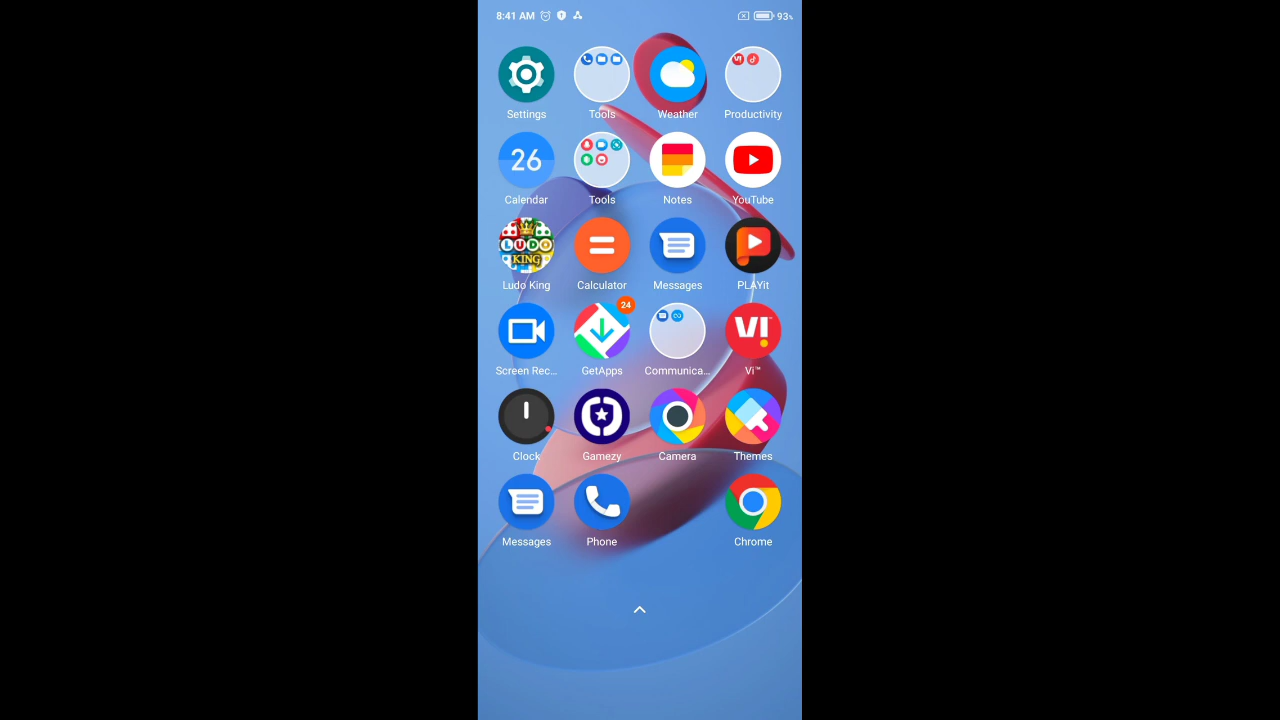 8:41 AM 93%
Settings Tools Weather Productivity
26
Calendar Tools Notes YouTube
LUDO
KING
Ludo King Calculator Messages PLAYit
24
VI
Screen Rec... GetApps Communica... Vi™
Clock Gamezy Camera Themes
Messages Phone Chrome